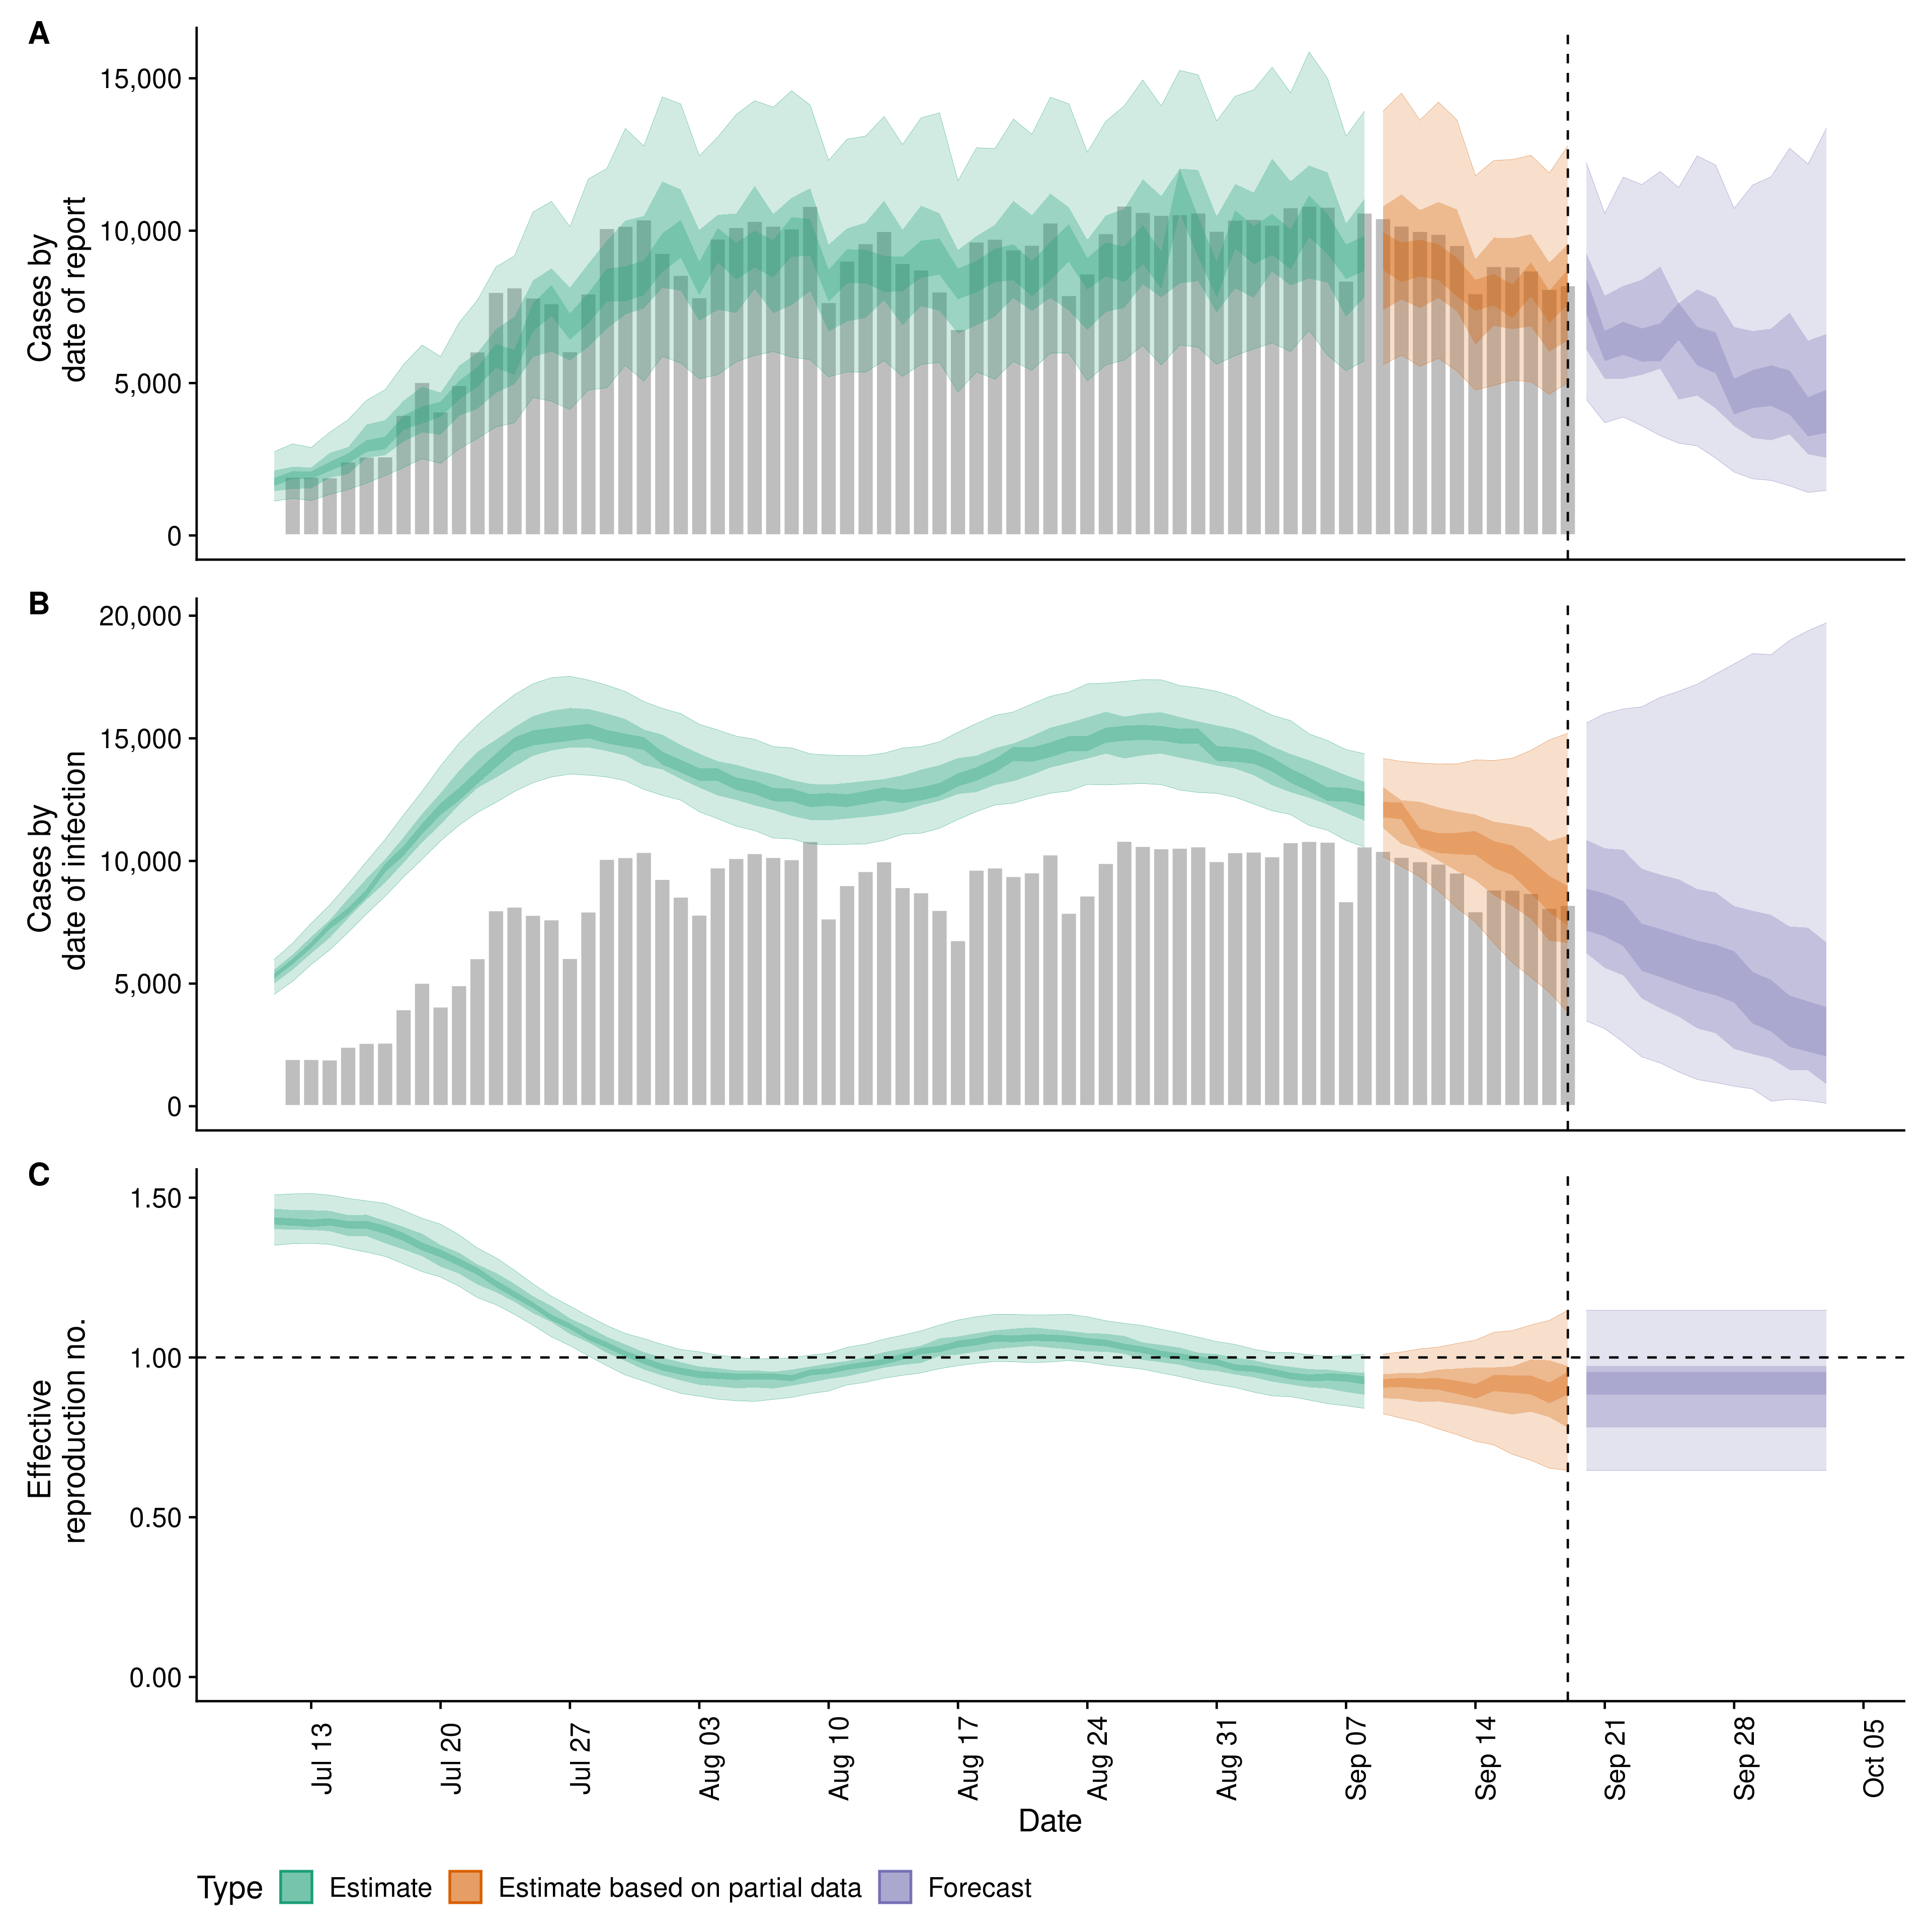 A
Cases by
date of report
15,000
10,000
5,000
0
B
Cases by
date of infection
20,000
15,000
10,000
5,000
0
C
Effective
reproduction no.
1.50
1.00
0.50
0.00
Jul 13
Jul 20
Jul 27
Aug 03
Aug 10
Aug 17
Aug 24
Aug 31
Sep 07
Sep 14
Sep 21
Sep 28
Oct 05
Date
Type Estimate Estimate based on partial data Forecast